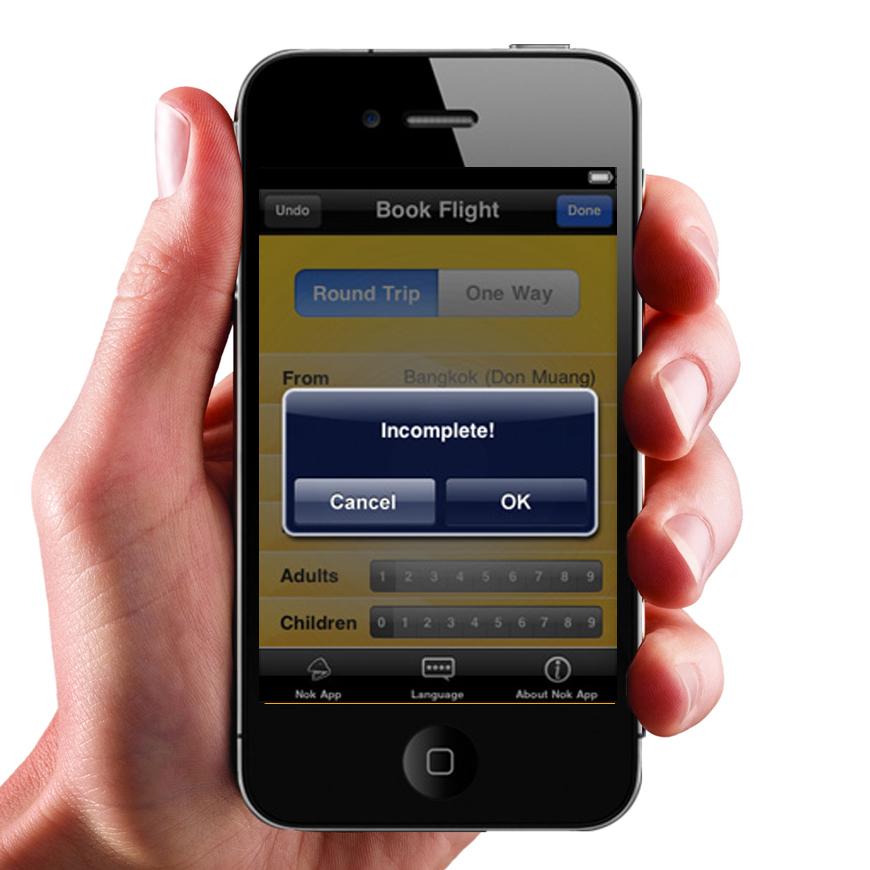 Undo Book Flight Done
Round Trip One Way
From Bangkok (Don Muang)
Incomplete!
Cancel OK
Adults 1 2 3 4 5 6 7 8 9
Children 0 1 2 3 4 5 6 7 8 9
Nok App Language About Nok App